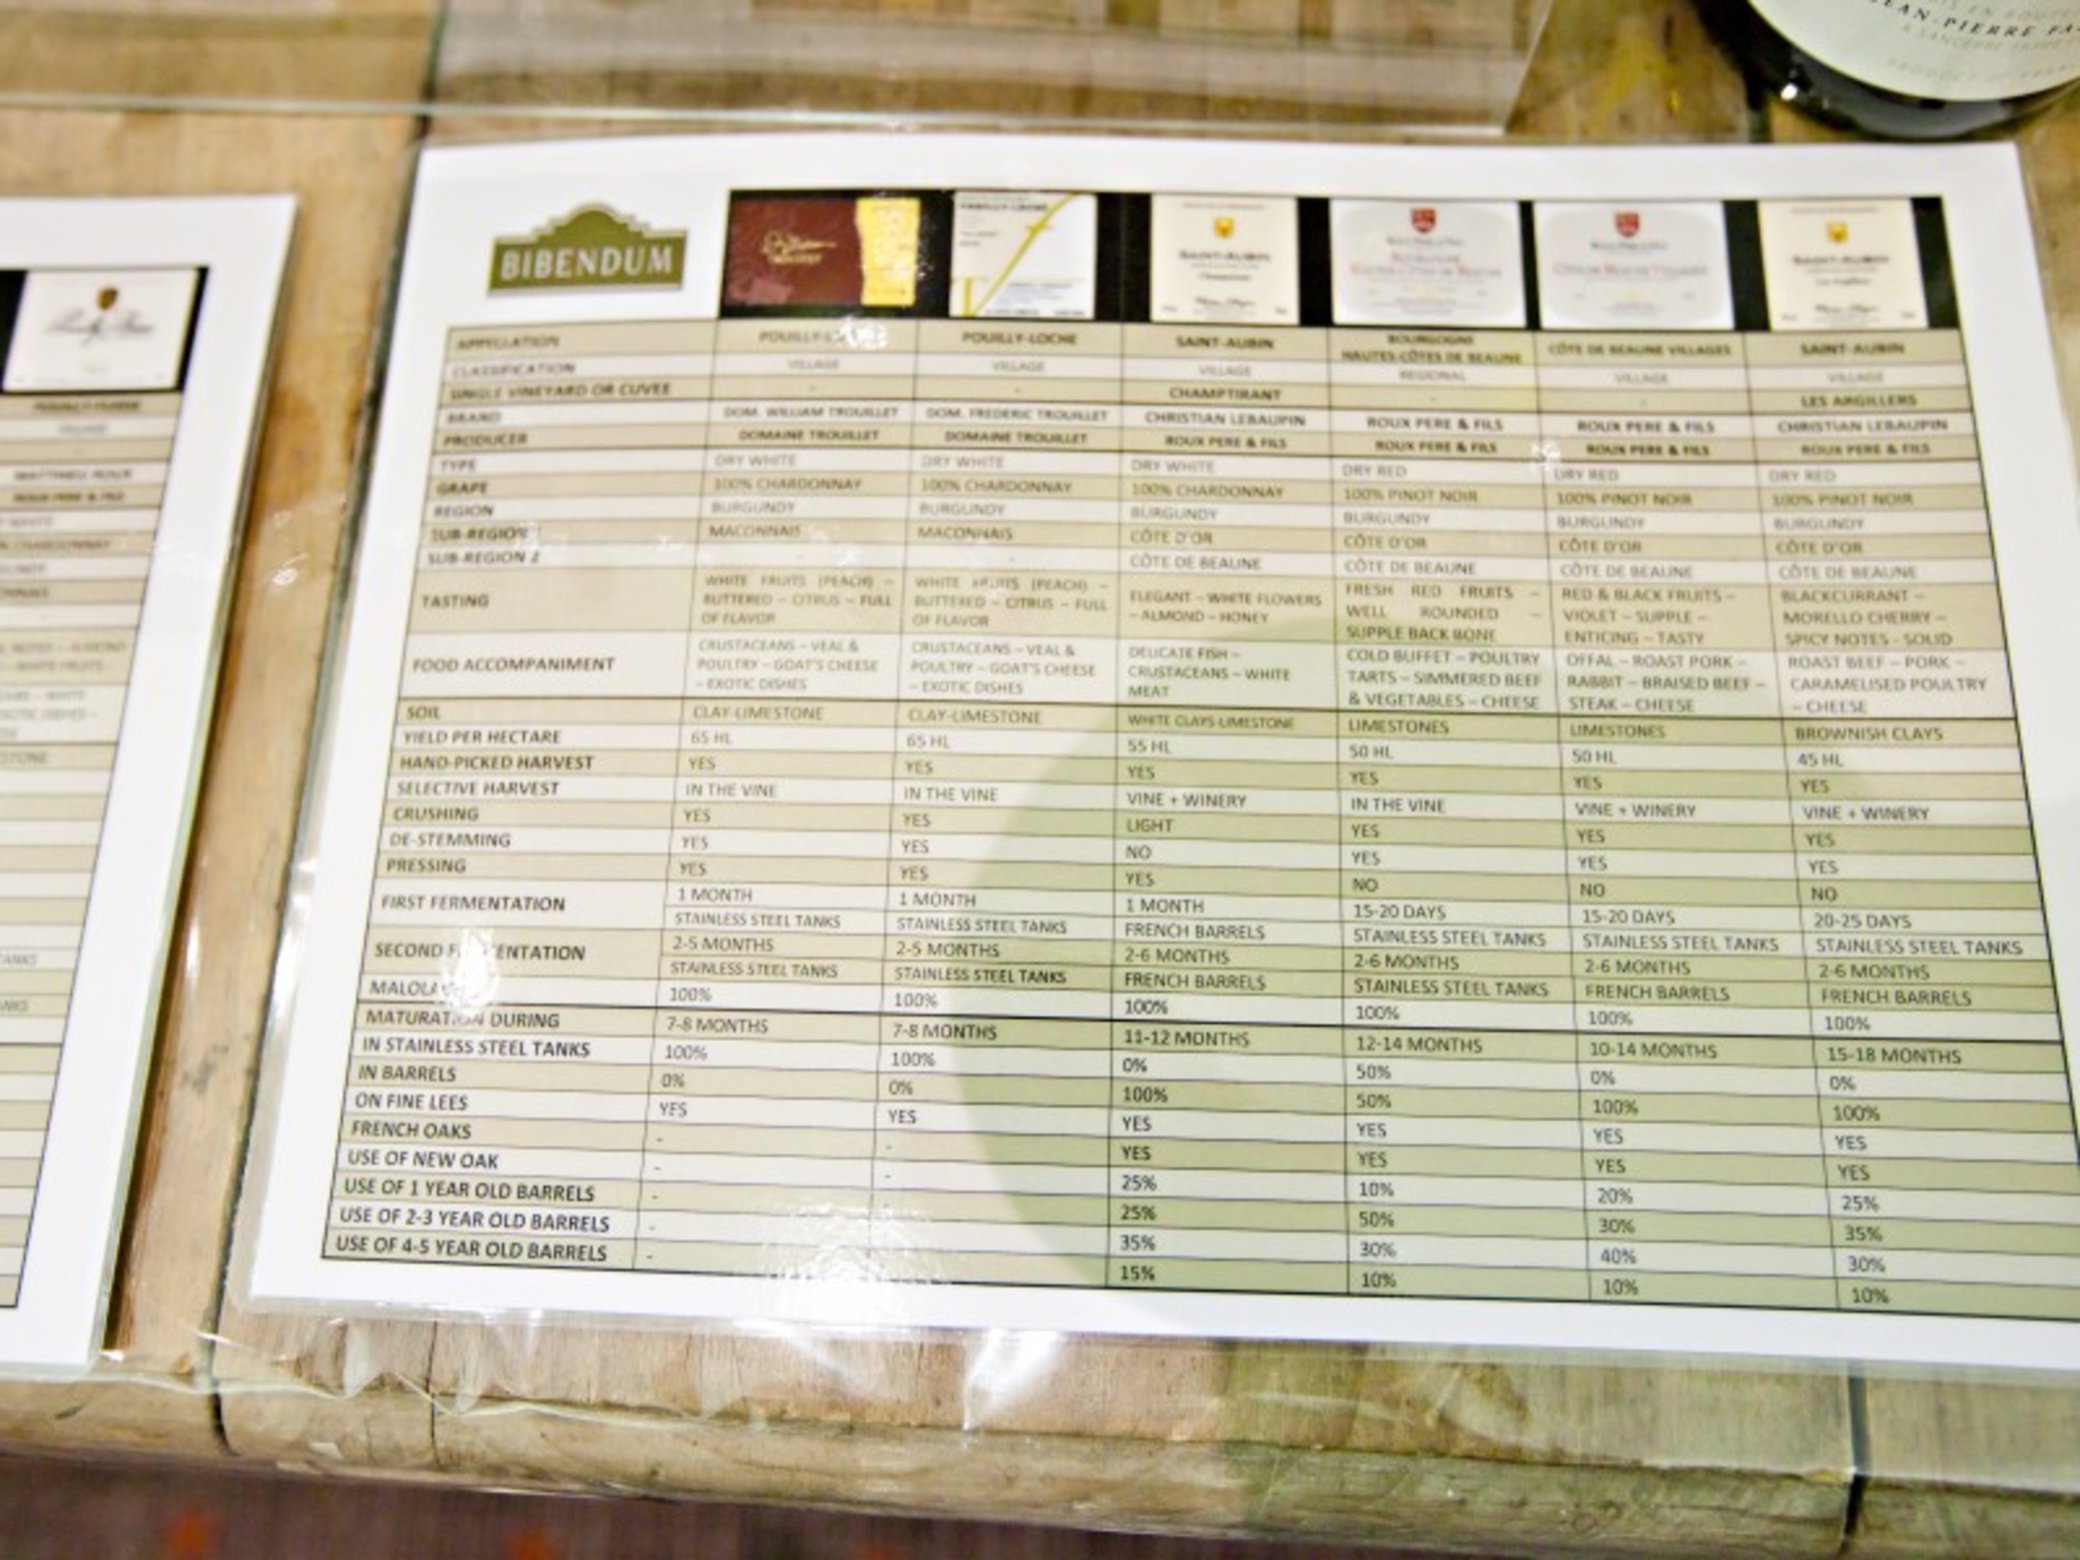 JEAN-PIERRE
BIBENDUM
SAINT-AUBIN
SAINT-AUBIN
APPELLATION POUILLY- POUILLY-LOCHE SAINT-AUBIN BOURGOGNE HAUTES-CÔTES DE BEAUNE CÔTE DE BEAUNE VILLAGES SAINT-AUBIN
CLASSIFICATION VILLAGE VILLAGE VILLAGE REGIONAL VILLAGE VILLAGE
SINGLE VINEYARD OR CUVEE - - CHAMPTIRANT - - LES ARGILLERS
BRAND DOM. WILLIAM TROUILLET DOM. FREDERIC TROUILLET CHRISTIAN LEBAUPIN ROUX PERE & FILS ROUX PERE & FILS CHRISTIAN LEBAUPIN
PRODUCER DOMAINE TROUILLET DOMAINE TROUILLET ROUX PERE & FILS ROUX PERE & FILS ROUX PERE & FILS ROUX PERE & FILS
TYPE DRY WHITE DRY WHITE DRY WHITE DRY RED DRY RED DRY RED
GRAPE 100% CHARDONNAY 100% CHARDONNAY 100% CHARDONNAY 100% PINOT NOIR 100% PINOT NOIR 100% PINOT NOIR
REGION BURGUNDY BURGUNDY BURGUNDY BURGUNDY BURGUNDY BURGUNDY
SUB-REGION 1 MACONNAIS MACONNAIS CÔTE D'OR CÔTE D'OR CÔTE D'OR CÔTE D'OR
SUB-REGION 2 - - CÔTE DE BEAUNE CÔTE DE BEAUNE CÔTE DE BEAUNE CÔTE DE BEAUNE
TASTING
WHITE FRUITS (PEACH) –
BUTTERED – CITRUS – FULL
OF FLAVOR
WHITE FRUITS (PEACH) –
BUTTERED – CITRUS – FULL
OF FLAVOR
ELEGANT – WHITE FLOWERS
– ALMOND – HONEY
FRESH RED FRUITS –
WELL ROUNDED –
SUPPLE BACK BONE
RED & BLACK FRUITS –
VIOLET – SUPPLE –
ENTICING – TASTY
BLACKCURRANT –
MORELLO CHERRY –
SPICY NOTES - SOLID
FOOD ACCOMPANIMENT
CRUSTACEANS – VEAL &
POULTRY – GOAT'S CHEESE
– EXOTIC DISHES
CRUSTACEANS – VEAL &
POULTRY – GOAT'S CHEESE
– EXOTIC DISHES
DELICATE FISH –
CRUSTACEANS – WHITE
MEAT
COLD BUFFET – POULTRY
TARTS – SIMMERED BEEF
& VEGETABLES – CHEESE
OFFAL – ROAST PORK –
RABBIT – BRAISED BEEF –
STEAK – CHEESE
ROAST BEEF – PORK –
CARAMELISED POULTRY
– CHEESE
SOIL CLAY-LIMESTONE CLAY-LIMESTONE WHITE CLAYS-LIMESTONE LIMESTONES LIMESTONES BROWNISH CLAYS
YIELD PER HECTARE 65 HL 65 HL 55 HL 50 HL 50 HL 45 HL
HAND-PICKED HARVEST YES YES YES YES YES YES
SELECTIVE HARVEST IN THE VINE IN THE VINE VINE + WINERY IN THE VINE VINE + WINERY VINE + WINERY
CRUSHING YES YES LIGHT YES YES YES
DE-STEMMING YES YES NO YES YES YES
PRESSING YES YES YES NO NO NO
FIRST FERMENTATION 1 MONTH 1 MONTH 1 MONTH 15-20 DAYS 15-20 DAYS 20-25 DAYS
STAINLESS STEEL TANKS STAINLESS STEEL TANKS FRENCH BARRELS STAINLESS STEEL TANKS STAINLESS STEEL TANKS STAINLESS STEEL TANKS
SECOND FERMENTATION 2-5 MONTHS 2-5 MONTHS 2-6 MONTHS 2-6 MONTHS 2-6 MONTHS 2-6 MONTHS
STAINLESS STEEL TANKS STAINLESS STEEL TANKS FRENCH BARRELS STAINLESS STEEL TANKS FRENCH BARRELS FRENCH BARRELS
MALOLA 100% 100% 100% 100% 100% 100%
MATURATION DURING 7-8 MONTHS 7-8 MONTHS 11-12 MONTHS 12-14 MONTHS 10-14 MONTHS 15-18 MONTHS
IN STAINLESS STEEL TANKS 100% 100% 0% 50% 0% 0%
IN BARRELS 0% 0% 100% 50% 100% 100%
ON FINE LEES YES YES YES YES YES YES
FRENCH OAKS - - YES YES YES YES
USE OF NEW OAK - - 25% 10% 20% 25%
USE OF 1 YEAR OLD BARRELS - 25% 50% 30% 35%
USE OF 2-3 YEAR OLD BARRELS - 35% 30% 40% 30%
USE OF 4-5 YEAR OLD BARRELS - 15% 10% 10% 10%